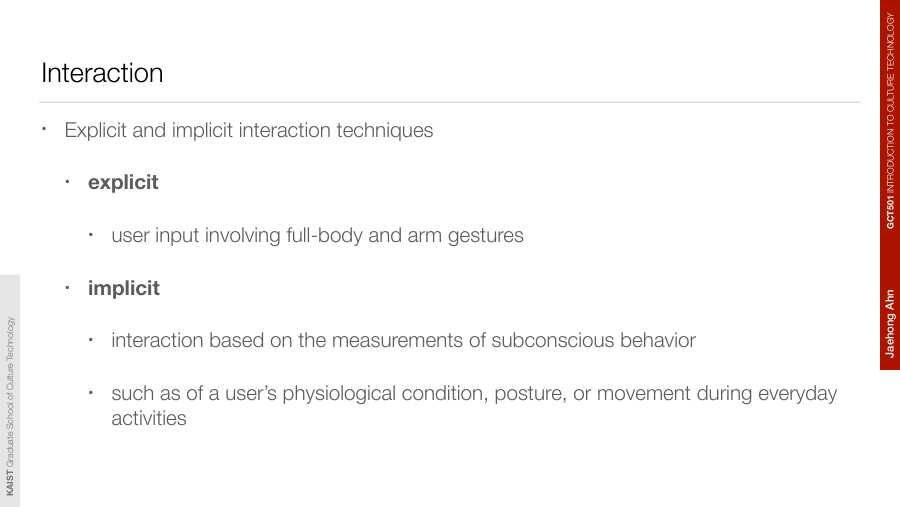 Interaction
• Explicit and implicit interaction techniques
• explicit
• user input involving full-body and arm gestures
• implicit
• interaction based on the measurements of subconscious behavior
• such as of a user’s physiological condition, posture, or movement during everyday
activities
KAIST Graduate School of Culture Technology
GCT501 INTRODUCTION TO CULTURE TECHNOLOGY
Jaehong Ahn